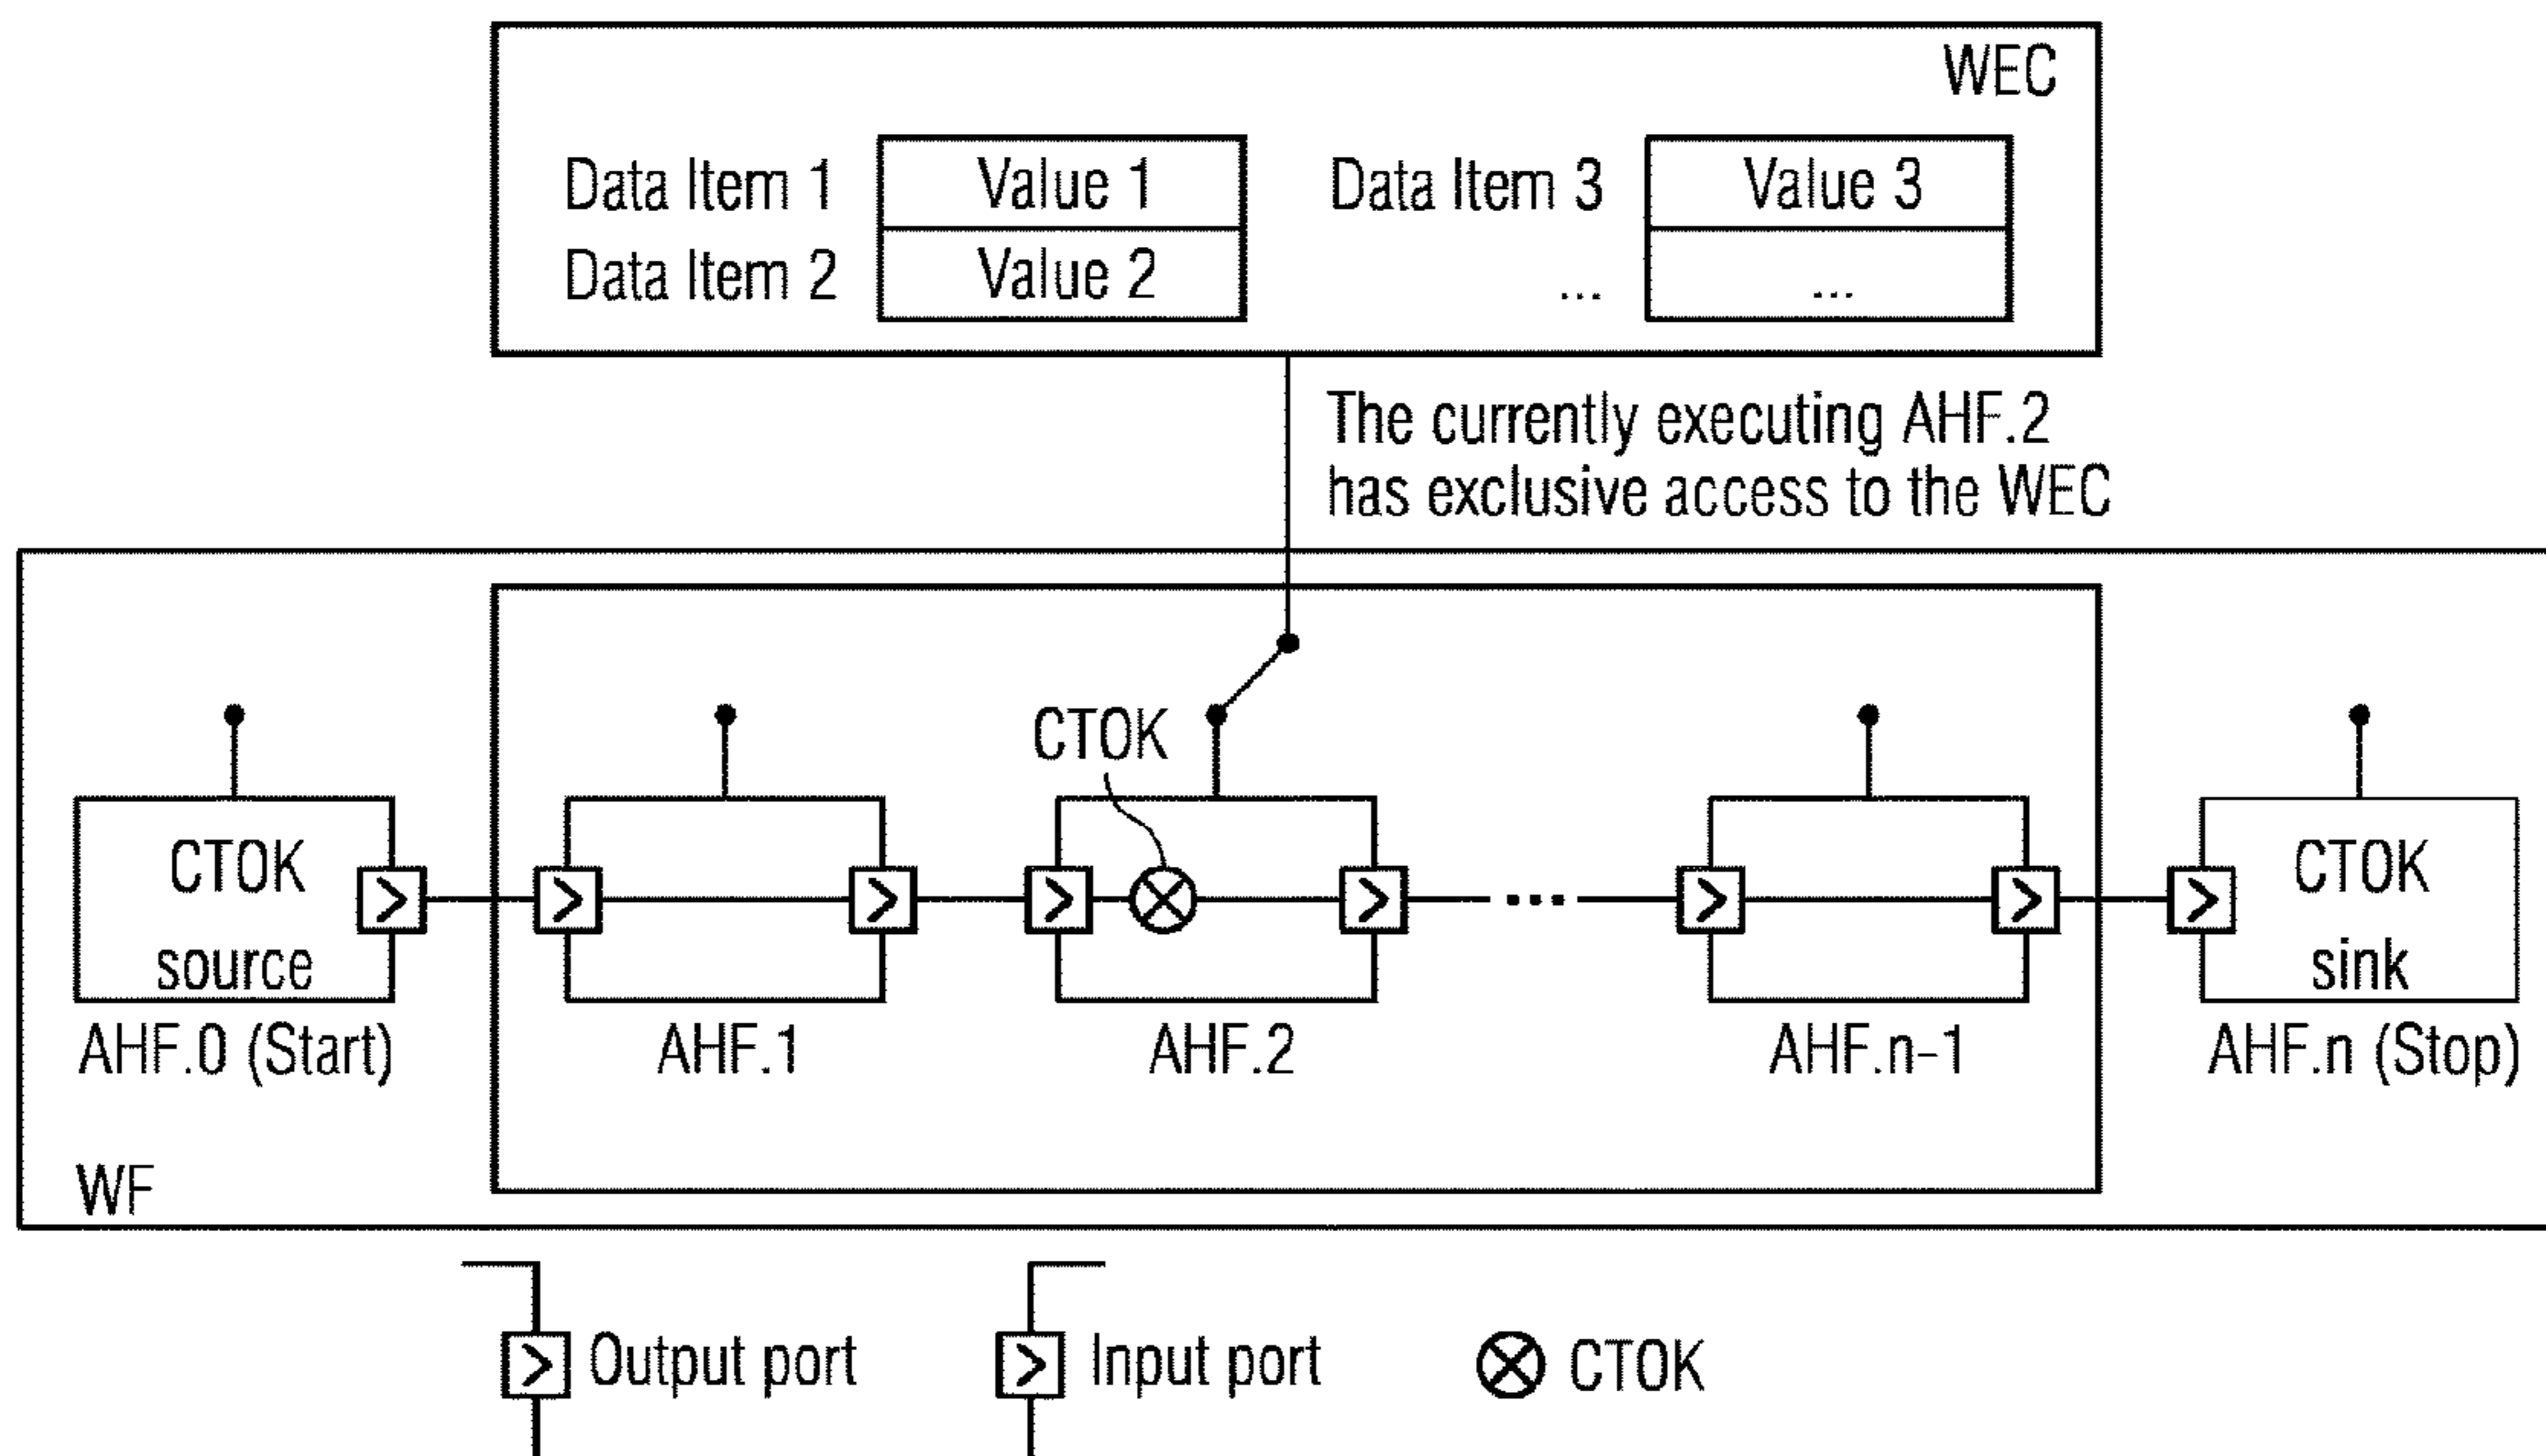 WEC
Data Item 1 Value 1 Data Item 3 Value 3
Data Item 2 Value 2 ... ...
The currently executing AHF.2
has exclusive access to the WEC
CTOK
CTOK
source
...
CTOK
sink
AHF.0 (Start) AHF.1 AHF.2 AHF.n-1 AHF.n (Stop)
WF
Output port Input port CTOK